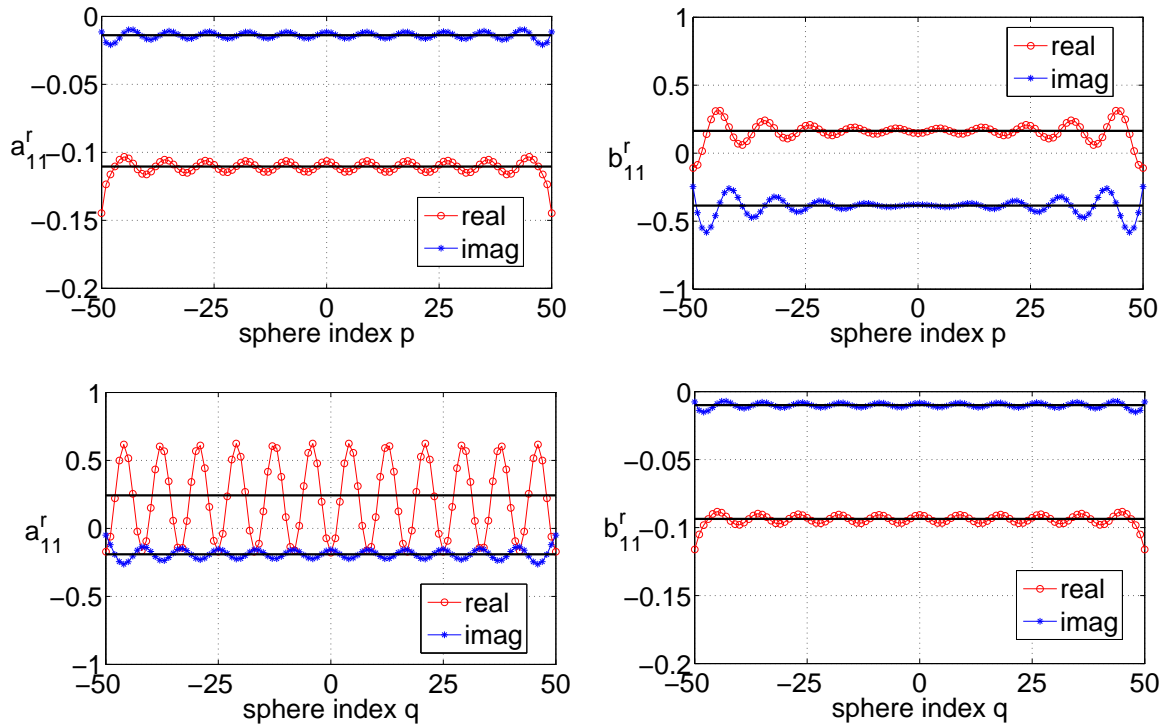 0
−0.05
−0.1
−0.15
−0.2
a^r_11
real
imag
−50 −25 0 25 50
sphere index p
1
0.5
0
−0.5
−1
b^r_11
real
imag
−50 −25 0 25 50
sphere index p
1
0.5
0
−0.5
−1
a^r_11
real
imag
−50 −25 0 25 50
sphere index q
0
−0.05
−0.1
−0.15
−0.2
b^r_11
real
imag
−50 −25 0 25 50
sphere index q